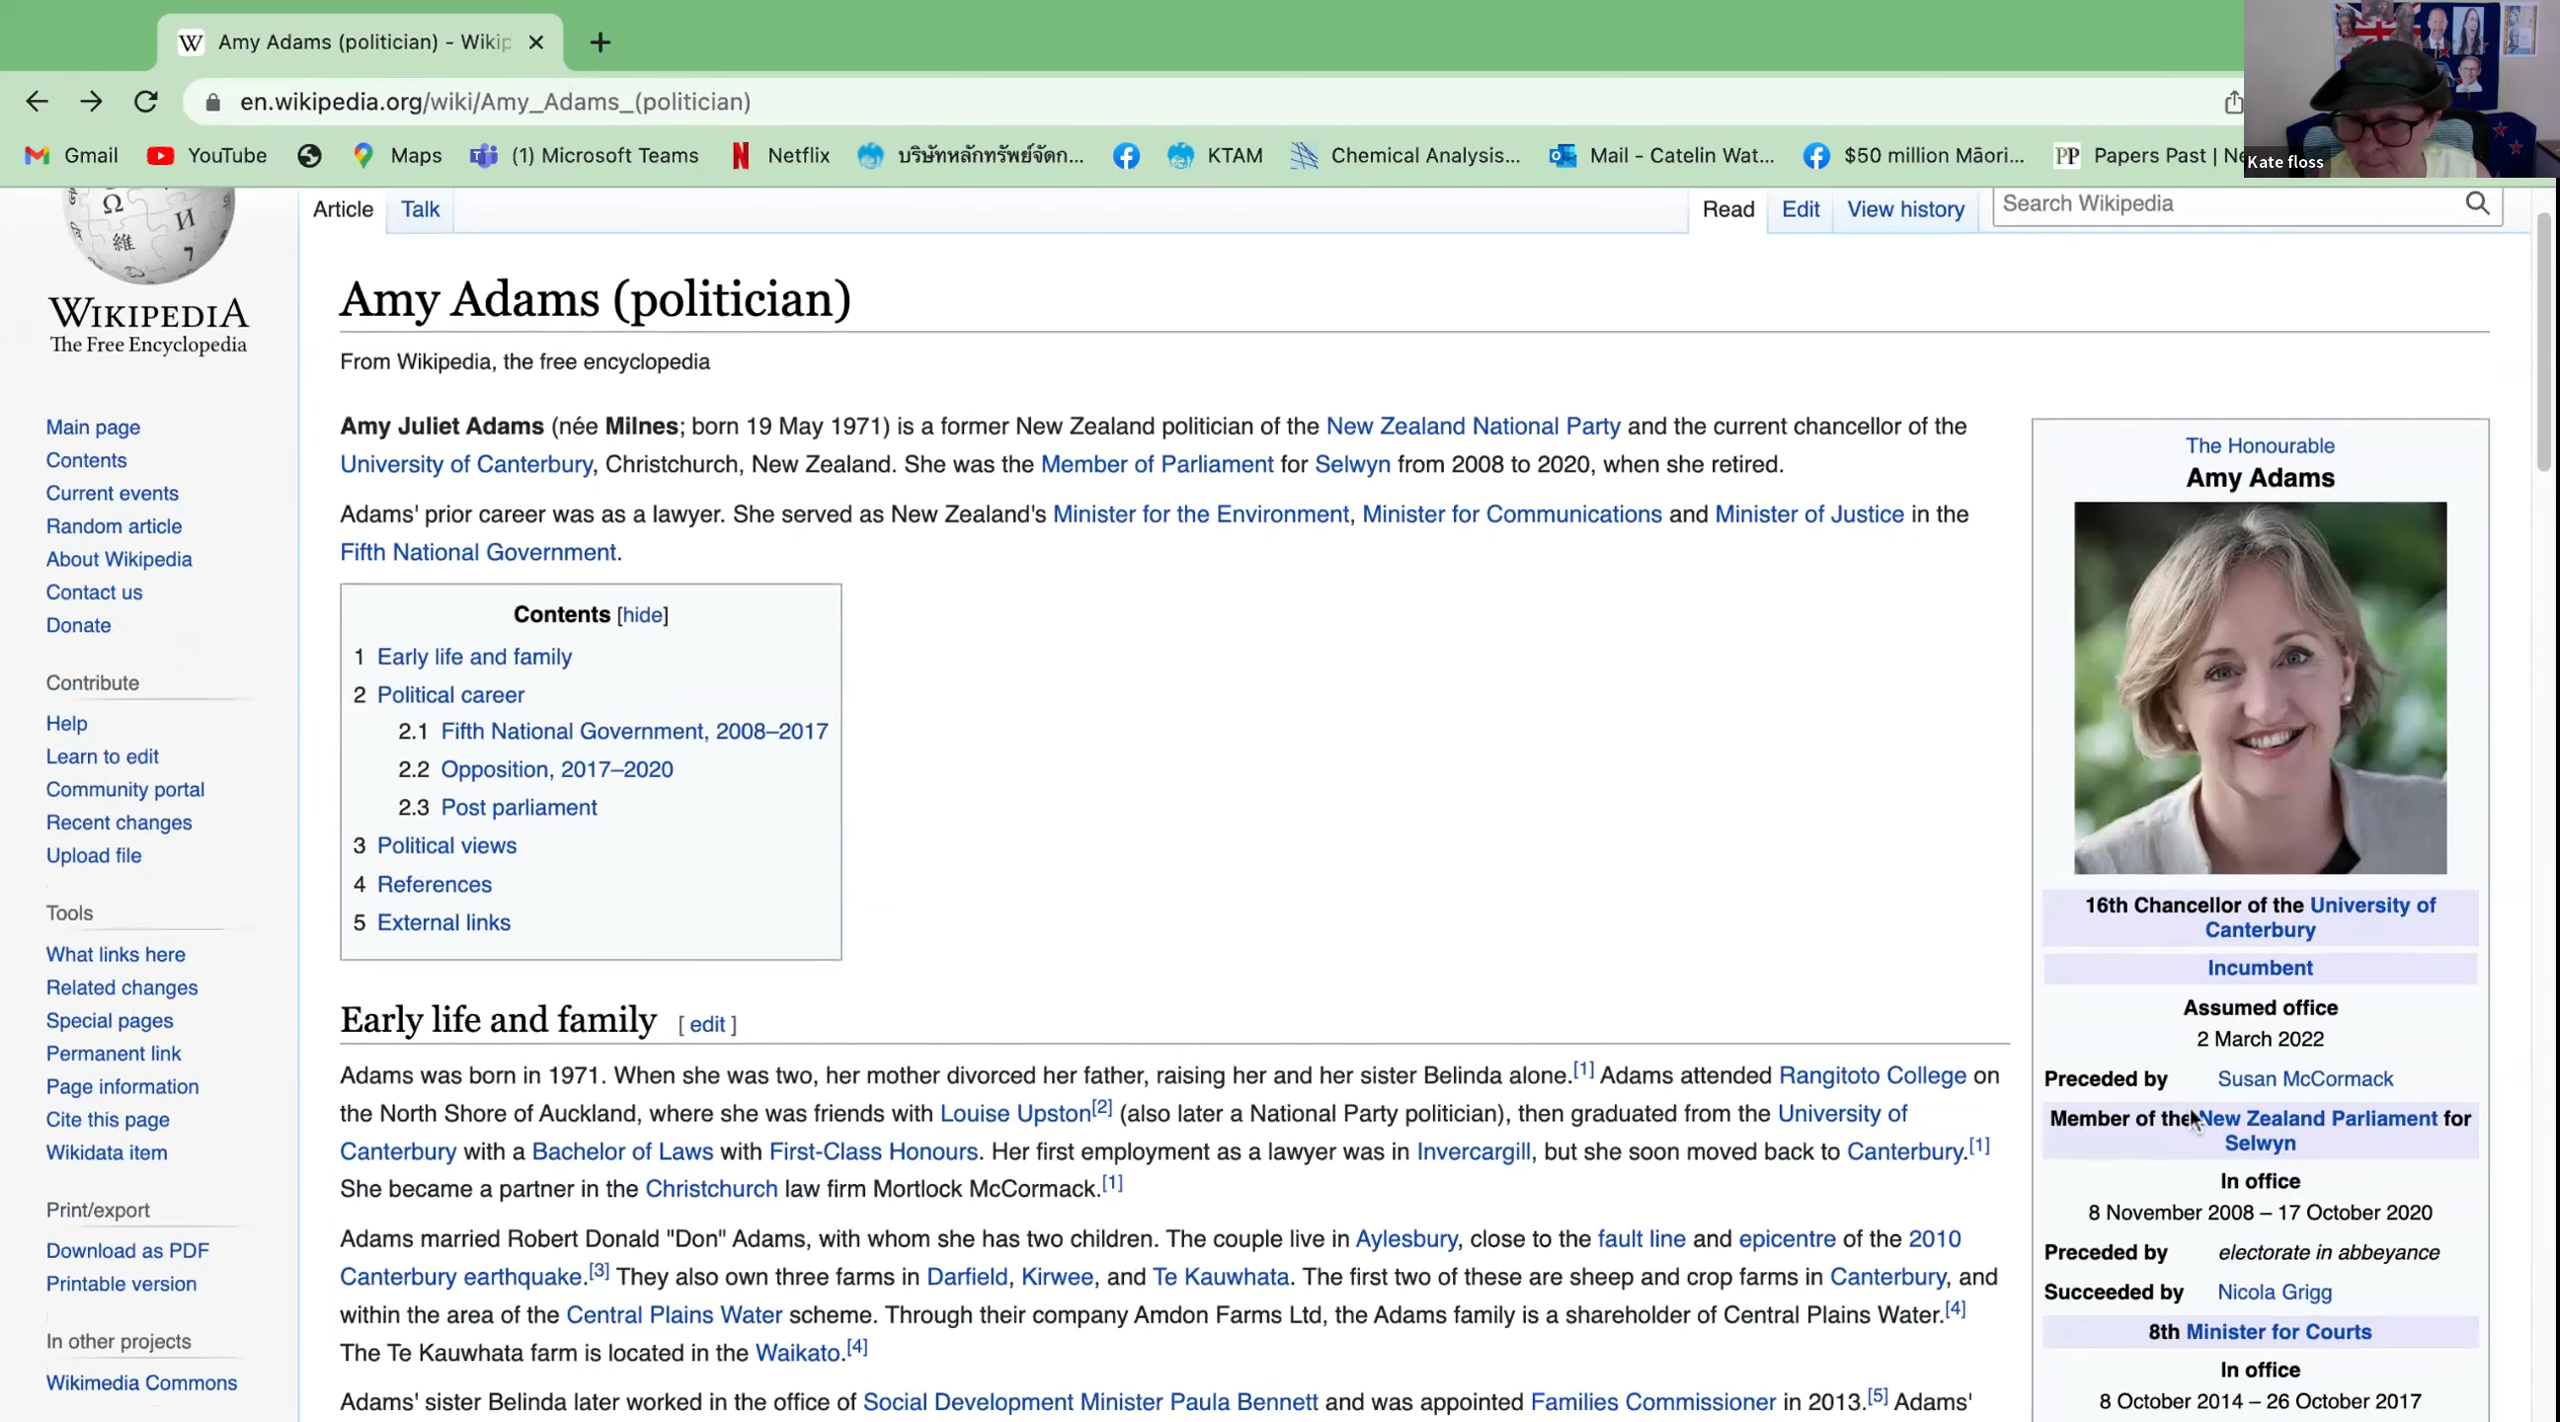 Amy Adams (politician) - Wikip
en.wikipedia.org/wiki/Amy_Adams_(politician)
Gmail YouTube Maps (1) Microsoft Teams Netflix บริษัทหลักทรัพย์จัดก... KTAM Chemical Analysis... Mail - Catelin Wat... $50 million Māori... Papers Past | Ne
Kate floss
Article Talk Read Edit View history Search Wikipedia
WIKIPEDIA
The Free Encyclopedia
Main page
Contents
Current events
Random article
About Wikipedia
Contact us
Donate
Contribute
Help
Learn to edit
Community portal
Recent changes
Upload file
Tools
What links here
Related changes
Special pages
Permanent link
Page information
Cite this page
Wikidata item
Print/export
Download as PDF
Printable version
In other projects
Wikimedia Commons
Amy Adams (politician)
From Wikipedia, the free encyclopedia
Amy Juliet Adams (née Milnes; born 19 May 1971) is a former New Zealand politician of the New Zealand National Party and the current chancellor of the
University of Canterbury, Christchurch, New Zealand. She was the Member of Parliament for Selwyn from 2008 to 2020, when she retired.
Adams' prior career was as a lawyer. She served as New Zealand's Minister for the Environment, Minister for Communications and Minister of Justice in the
Fifth National Government.
Contents [hide]
1 Early life and family
2 Political career
2.1 Fifth National Government, 2008–2017
2.2 Opposition, 2017–2020
2.3 Post parliament
3 Political views
4 References
5 External links
Early life and family [ edit ]
Adams was born in 1971. When she was two, her mother divorced her father, raising her and her sister Belinda alone.[1] Adams attended Rangitoto College on
the North Shore of Auckland, where she was friends with Louise Upston[2] (also later a National Party politician), then graduated from the University of
Canterbury with a Bachelor of Laws with First-Class Honours. Her first employment as a lawyer was in Invercargill, but she soon moved back to Canterbury.[1]
She became a partner in the Christchurch law firm Mortlock McCormack.[1]
Adams married Robert Donald "Don" Adams, with whom she has two children. The couple live in Aylesbury, close to the fault line and epicentre of the 2010
Canterbury earthquake.[3] They also own three farms in Darfield, Kirwee, and Te Kauwhata. The first two of these are sheep and crop farms in Canterbury, and
within the area of the Central Plains Water scheme. Through their company Amdon Farms Ltd, the Adams family is a shareholder of Central Plains Water.[4]
The Te Kauwhata farm is located in the Waikato.[4]
Adams' sister Belinda later worked in the office of Social Development Minister Paula Bennett and was appointed Families Commissioner in 2013.[5] Adams'
The Honourable
Amy Adams
16th Chancellor of the University of
Canterbury
Incumbent
Assumed office
2 March 2022
Preceded by Susan McCormack
Member of the New Zealand Parliament for
Selwyn
In office
8 November 2008 – 17 October 2020
Preceded by electorate in abeyance
Succeeded by Nicola Grigg
8th Minister for Courts
In office
8 October 2014 – 26 October 2017